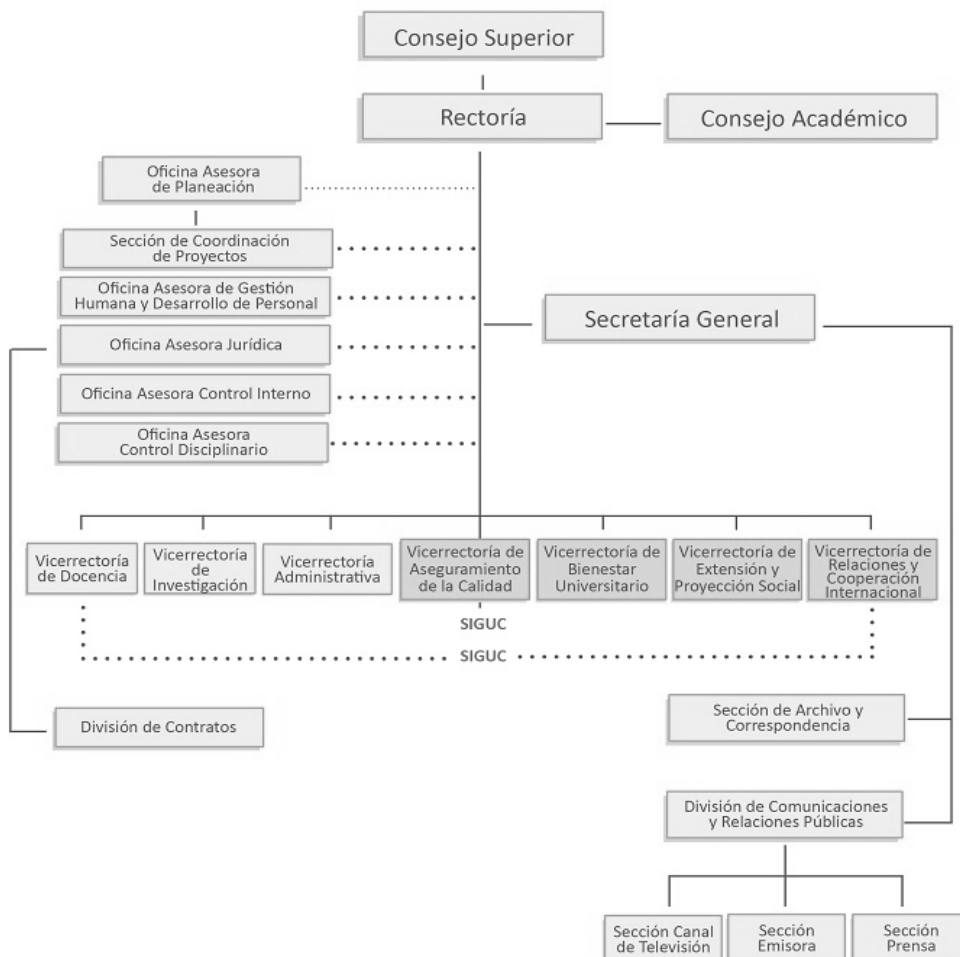 Consejo Superior
Rectoría
Consejo Académico
Oficina Asesora
de Planeación
Sección de Coordinación
de Proyectos
Oficina Asesora de Gestión
Humana y Desarrollo de Personal
Secretaría General
Oficina Asesora Jurídica
Oficina Asesora Control Interno
Oficina Asesora
Control Disciplinario
Vicerrectoría
de Docencia
Vicerrectoría
de
Investigación
Vicerrectoría
Administrativa
Vicerrectoría de
Aseguramiento
de la Calidad
Vicerrectoría de
Bienestar
Universitario
Vicerrectoría de
Extensión y
Proyección Social
Vicerrectoría de
Relaciones y
Cooperación
Internacional
SIGUC
SIGUC
División de Contratos
Sección de Archivo y
Correspondencia
División de Comunicaciones
y Relaciones Públicas
Sección Canal
de Televisión
Sección
Emisora
Sección
Prensa